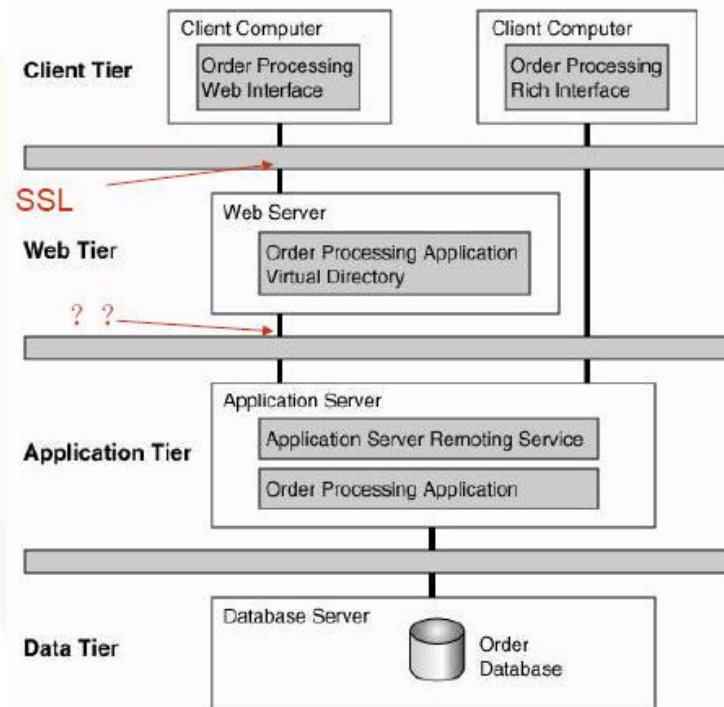 Client Computer
Client Computer
Client Tier
Order Processing
Web Interface
Order Processing
Rich Interface
SSL
Web Server
Web Tier
Order Processing Application
Virtual Directory
？？
Application Server
Application Server Remoting Service
Application Tier
Order Processing Application
Database Server
Data Tier
Order
Database